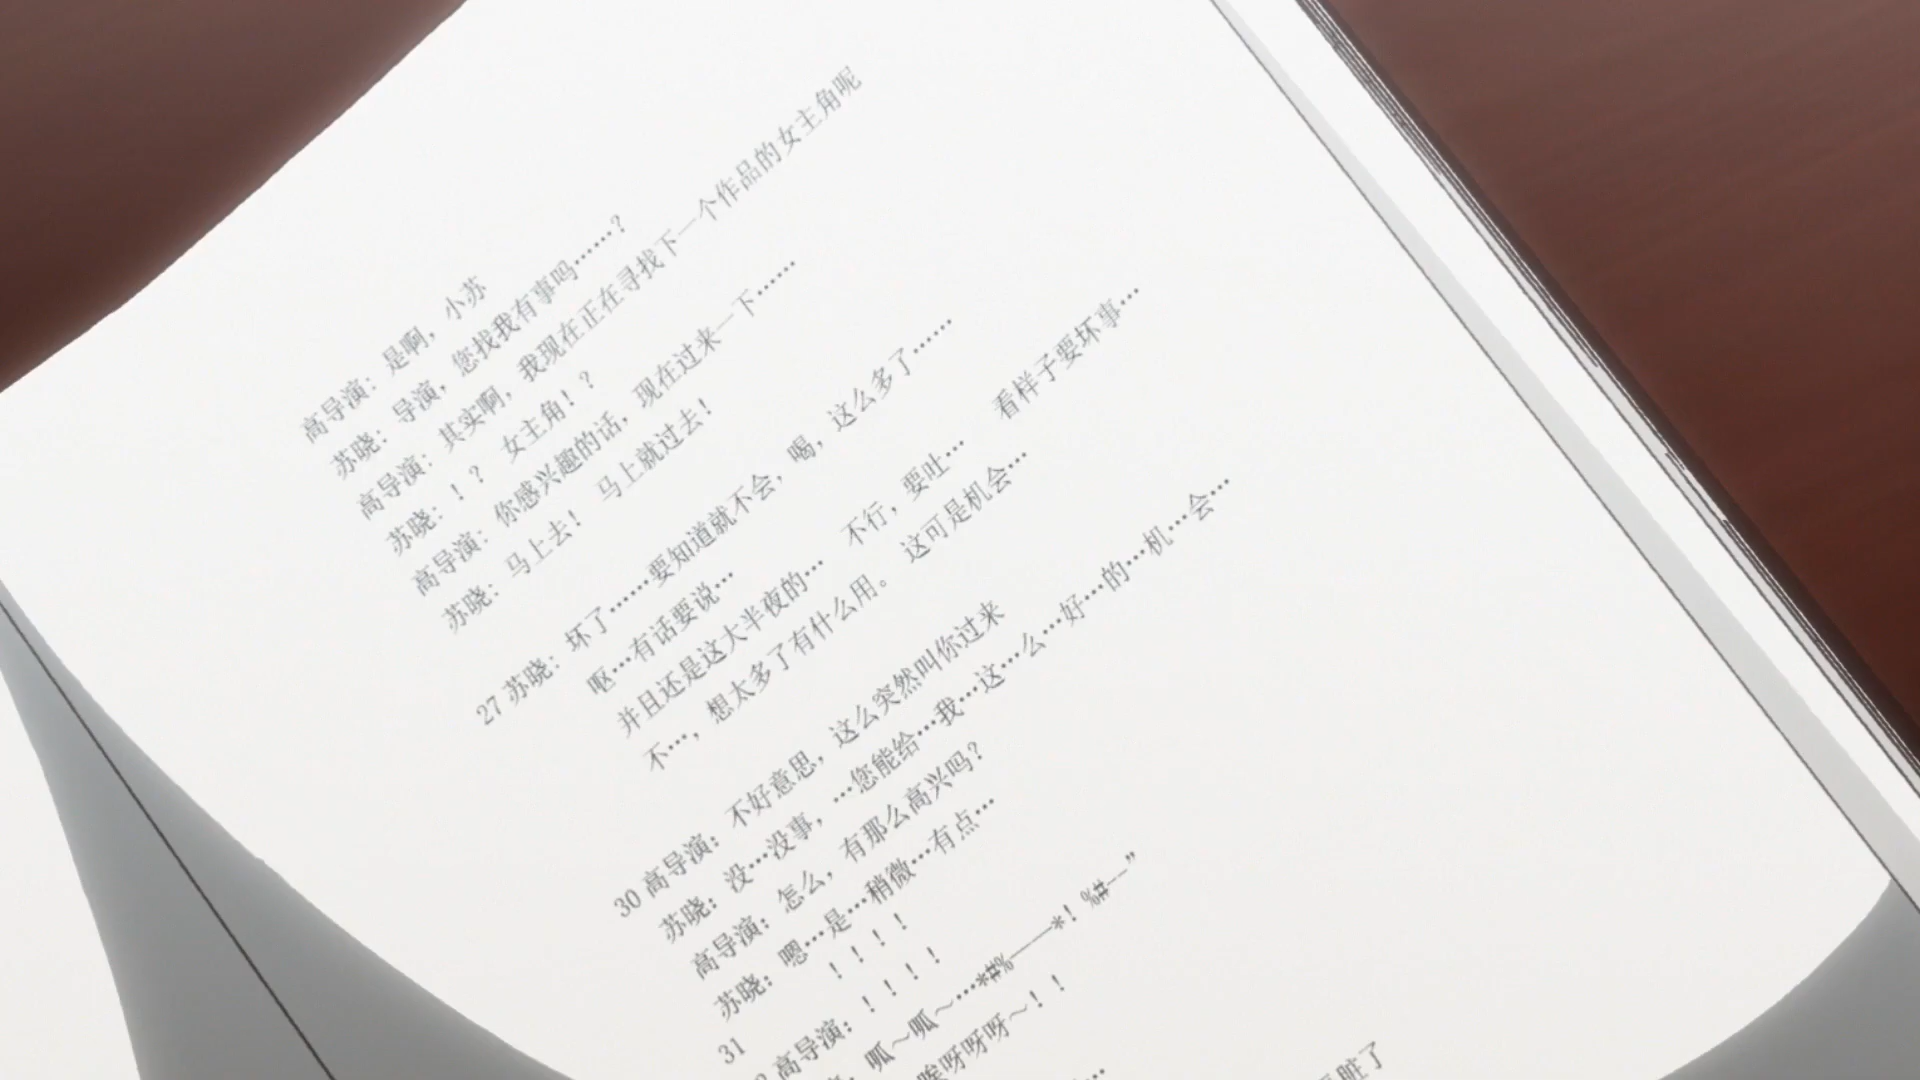 高导演：是啊，小苏
苏晓：导演，您找我有事吗……？
高导演：其实啊，我现在正在寻找下一个作品的女主角呢
苏晓：！？ 女主角！？
高导演：你感兴趣的话，现在过来一下……
苏晓：马上去！ 马上就过去！
27 苏晓：坏了……要知道就不会，喝，这么多了……
呕…有话要说…
并且还是这大半夜的… 不行，要吐… 看样子要坏事…
不…，想太多了有什么用。 这可是机会…
30 高导演：不好意思，这么突然叫你过来
苏晓：没…没事，…您能给…我…这…么…好…的…机…会…
高导演：怎么，有那么高兴吗？
苏晓：嗯…是…稍微…有点…
！！！！
31
高导演：！！！！
呱～呱～…*#%——*！%#—”
呀呀呀～！！
脏了